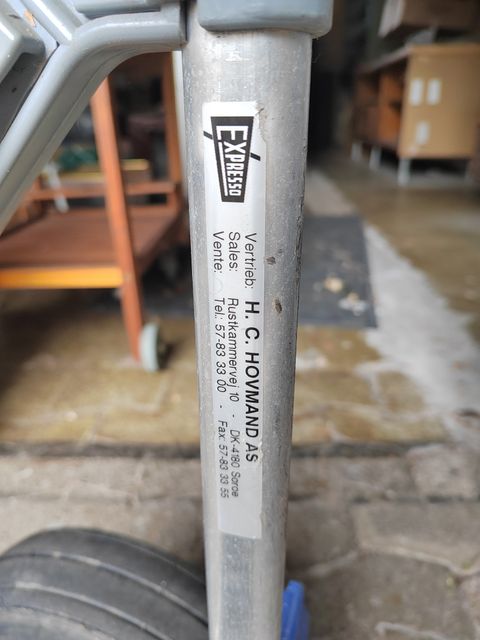 EXPRESSO
Vertrieb: H. C. HOVMAND AS
Sales: Rustkammervej 10 - DK-4180 Soroe
Vente: Tel.: 57-83 33 00 - Fax: 57-83 33 55